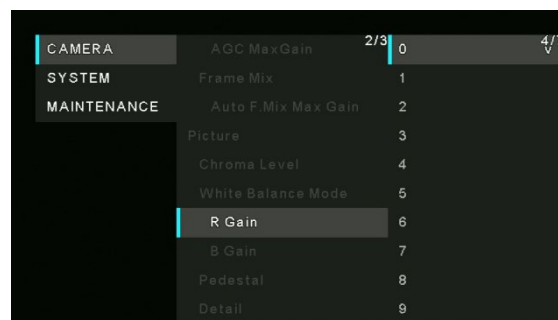 CAMERA
SYSTEM
MAINTENANCE
2/3
AGC MaxGain
Frame Mix
Auto F.Mix Max Gain
Picture
Chroma Level
White Balance Mode
R Gain
B Gain
Pedestal
Detail
4/
0
1
2
3
4
5
6
7
8
9